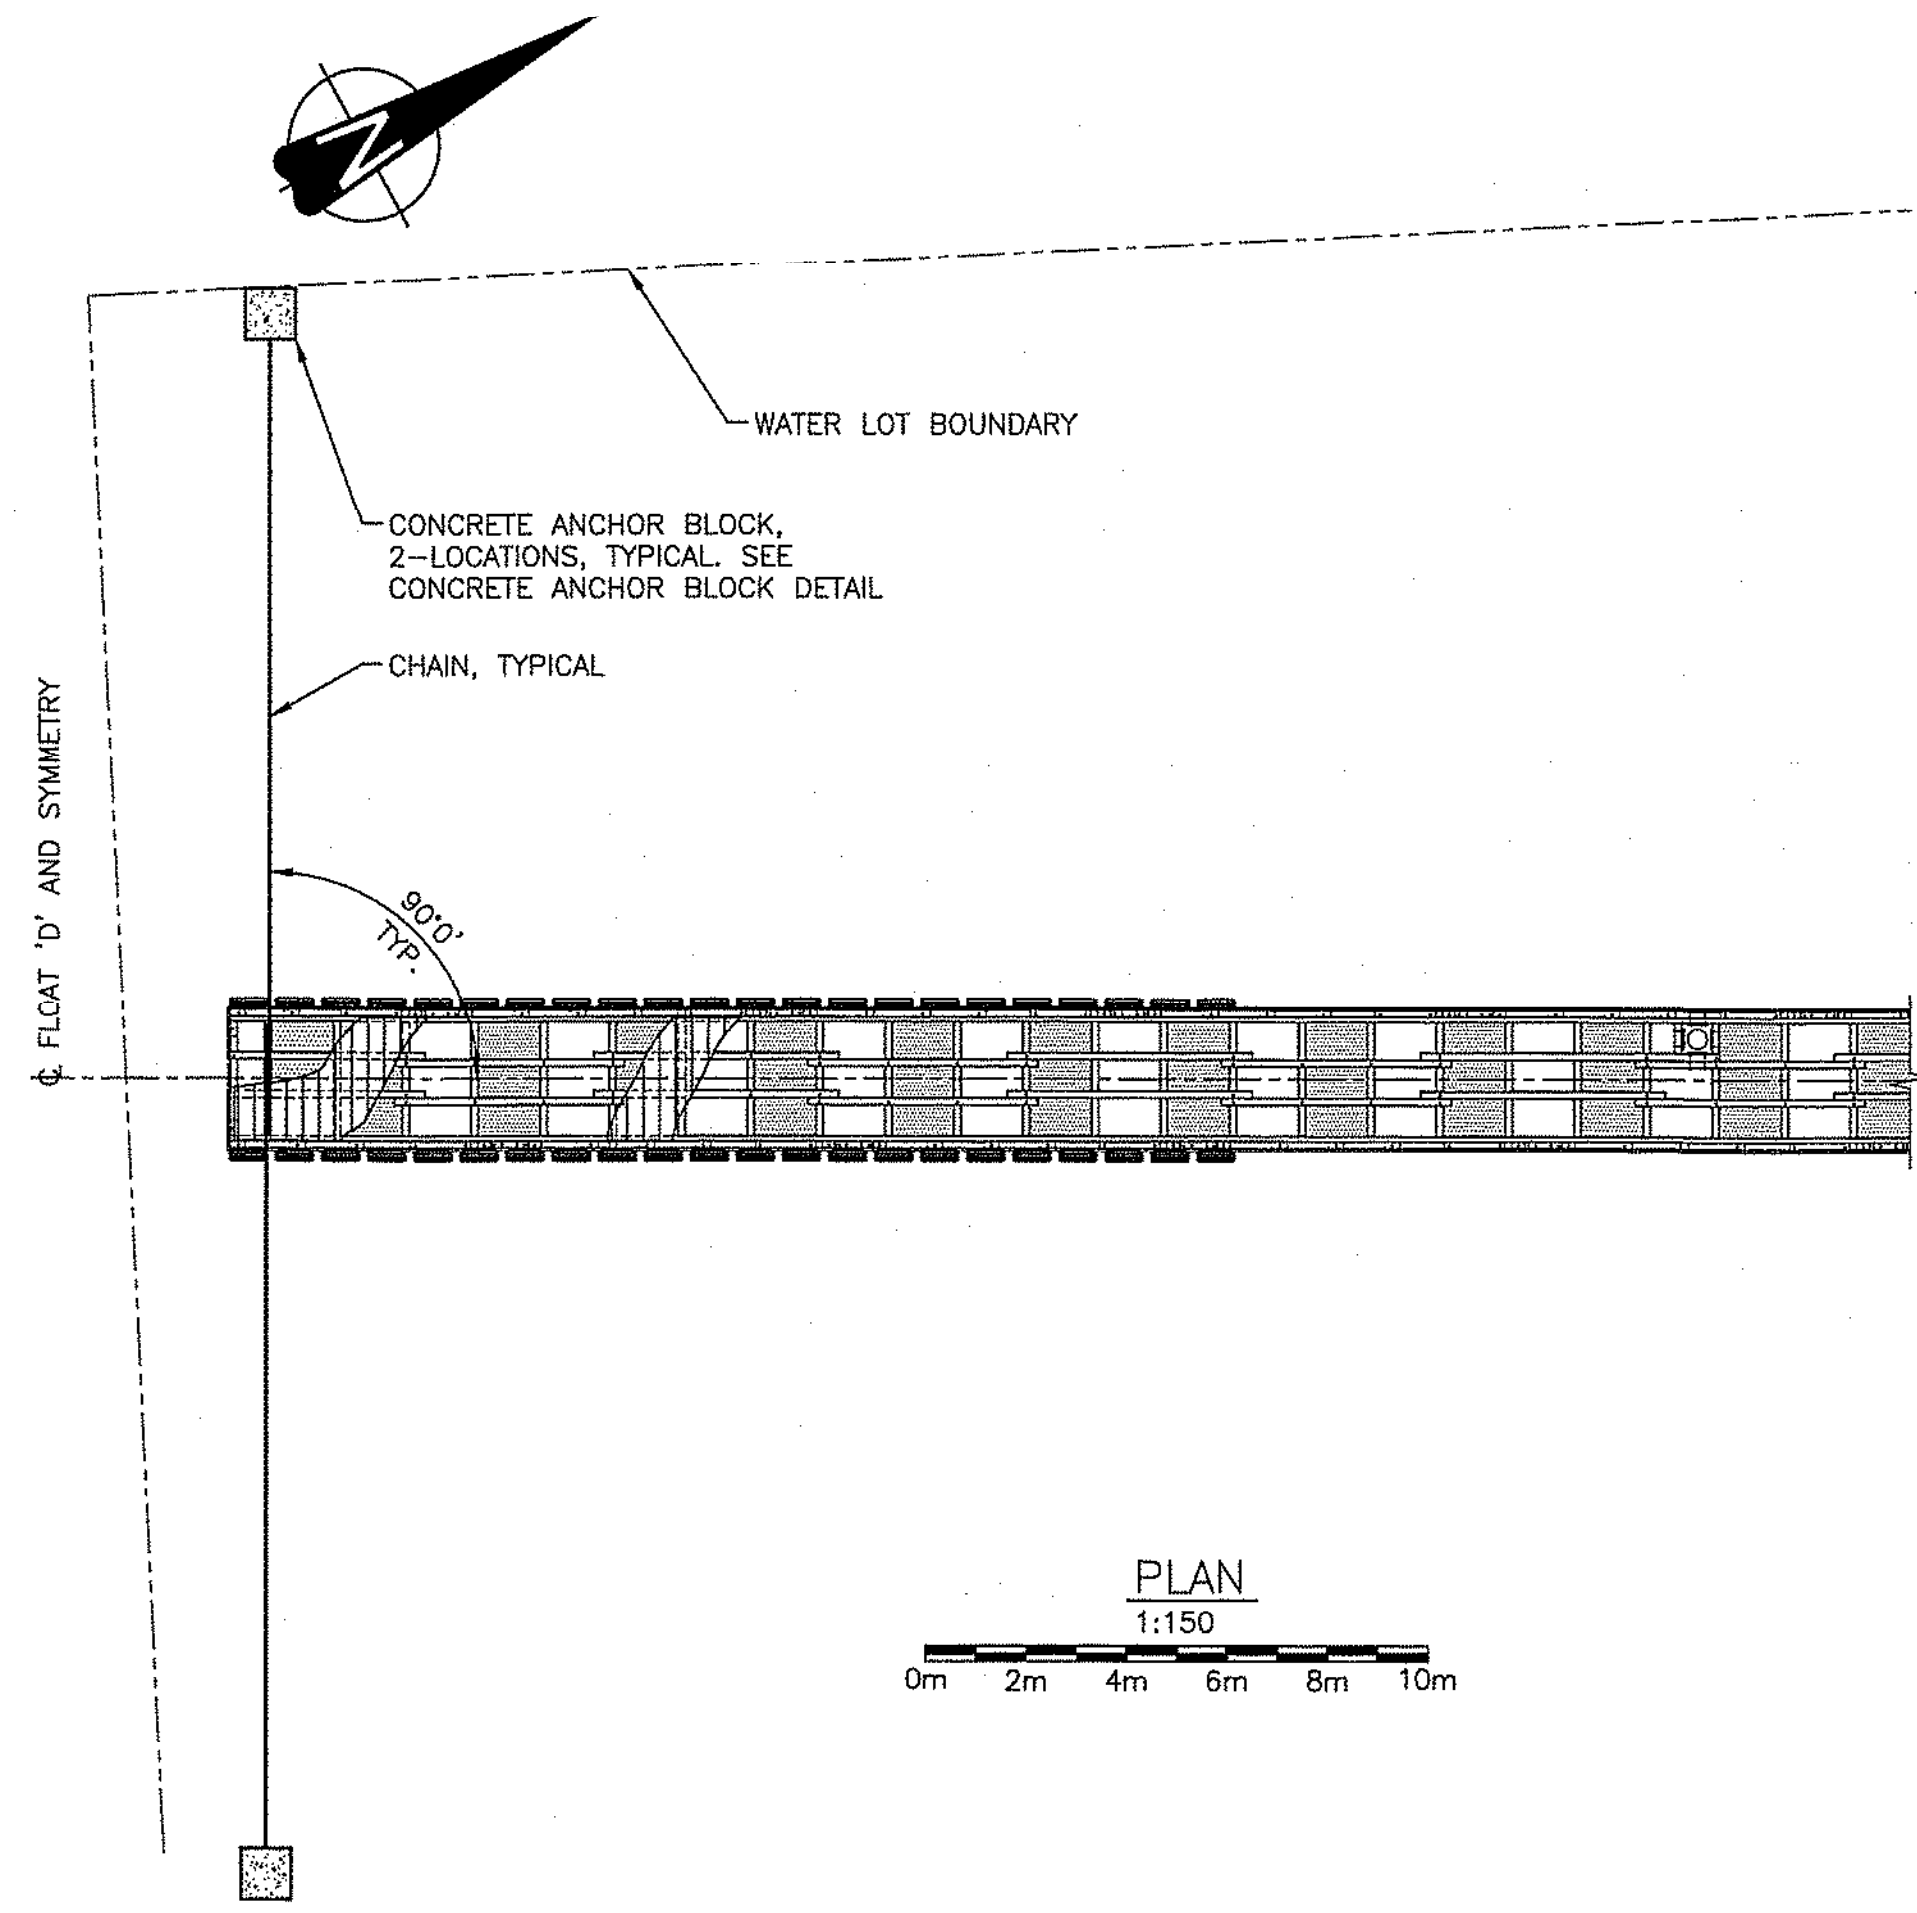 N
WATER LOT BOUNDARY
CONCRETE ANCHOR BLOCK,
2-LOCATIONS, TYPICAL. SEE
CONCRETE ANCHOR BLOCK DETAIL
CHAIN, TYPICAL
℄ FLOAT 'D' AND SYMMETRY
90°0'
TYP.
PLAN
1:150
0m 2m 4m 6m 8m 10m